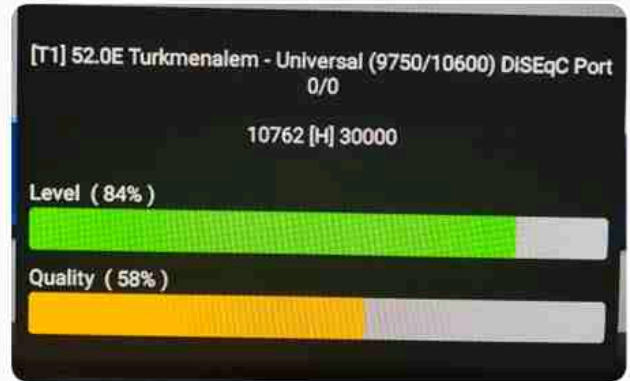 [T1] 52.0E Turkmenalem - Universal (9750/10600) DiSEqC Port
0/0
10762 [H] 30000
Level ( 84% )
Quality ( 58% )